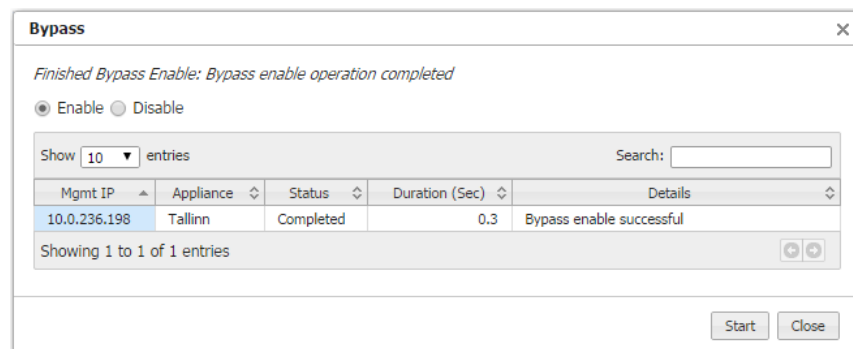 Bypass
Finished Bypass Enable: Bypass enable operation completed
Enable Disable
Show 10 entries Search:
Mgmt IP Appliance Status Duration (Sec) Details
10.0.236.198 Tallinn Completed 0.3 Bypass enable successful
Showing 1 to 1 of 1 entries
Start Close